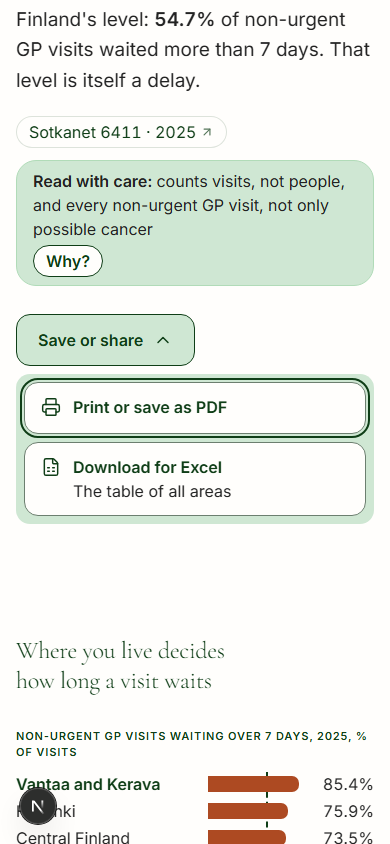 Finland's level: 54.7% of non-urgent
GP visits waited more than 7 days. That
level is itself a delay.
Sotkanet 6411 · 2025 ↗
Read with care: counts visits, not people,
and every non-urgent GP visit, not only
possible cancer
Why?
Save or share
Print or save as PDF
Download for Excel
The table of all areas
Where you live decides
how long a visit waits
NON-URGENT GP VISITS WAITING OVER 7 DAYS, 2025, %
OF VISITS
Vantaa and Kerava 85.4%
N 75.9%
Central Finland 73.5%